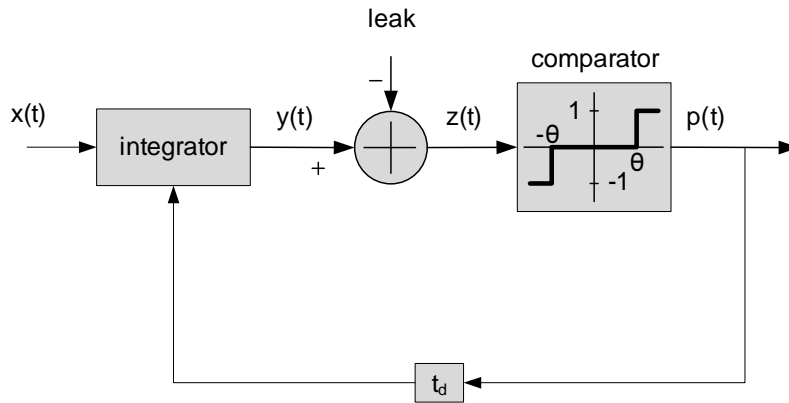 leak
comparator
−
x(t)
integrator
y(t)
+
z(t)
1
-θ
θ
-1
p(t)
t_d